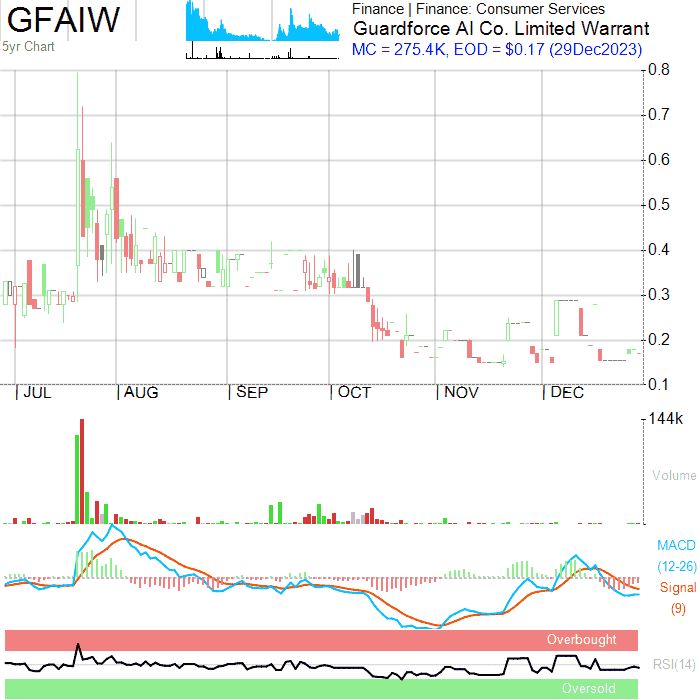 GFAIW
5yr Chart
Finance | Finance: Consumer Services
Guardforce AI Co. Limited Warrant
MC = 275.4K, EOD = $0.17 (29Dec2023)
0.8
0.7
0.6
0.5
0.4
0.3
0.2
0.1
JUL AUG SEP OCT NOV DEC
144k
Volume
MACD
(12-26)
Signal
(9)
Overbought
RSI(14)
Oversold